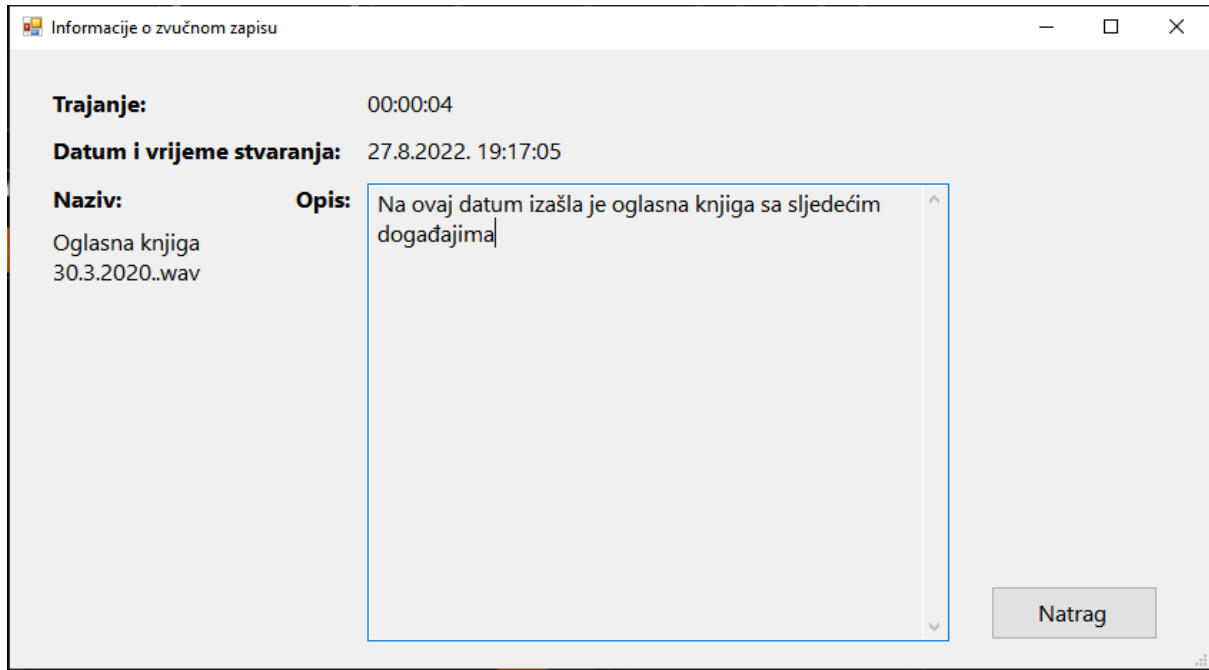 Informacije o zvučnom zapisu
Trajanje: 00:00:04
Datum i vrijeme stvaranja: 27.8.2022. 19:17:05
Naziv:
Oglasna knjiga
30.3.2020..wav
Opis:
Na ovaj datum izašla je oglasna knjiga sa sljedećim
događajima
Natrag